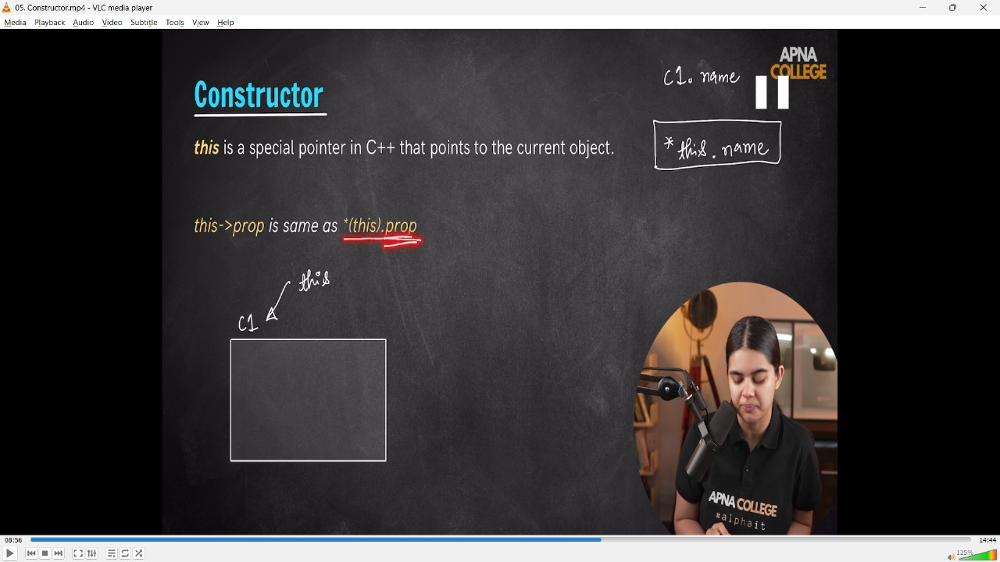 05. Constructor.mp4 - VLC media player
Media Playback Audio Video Subtitle Tools View Help
APNA
COLLEGE
c1. name
Constructor
this is a special pointer in C++ that points to the current object.
*this. name
this->prop is same as *(this).prop
this
C1
APNA COLLEGE
#alphait
08:56
14:44
125%